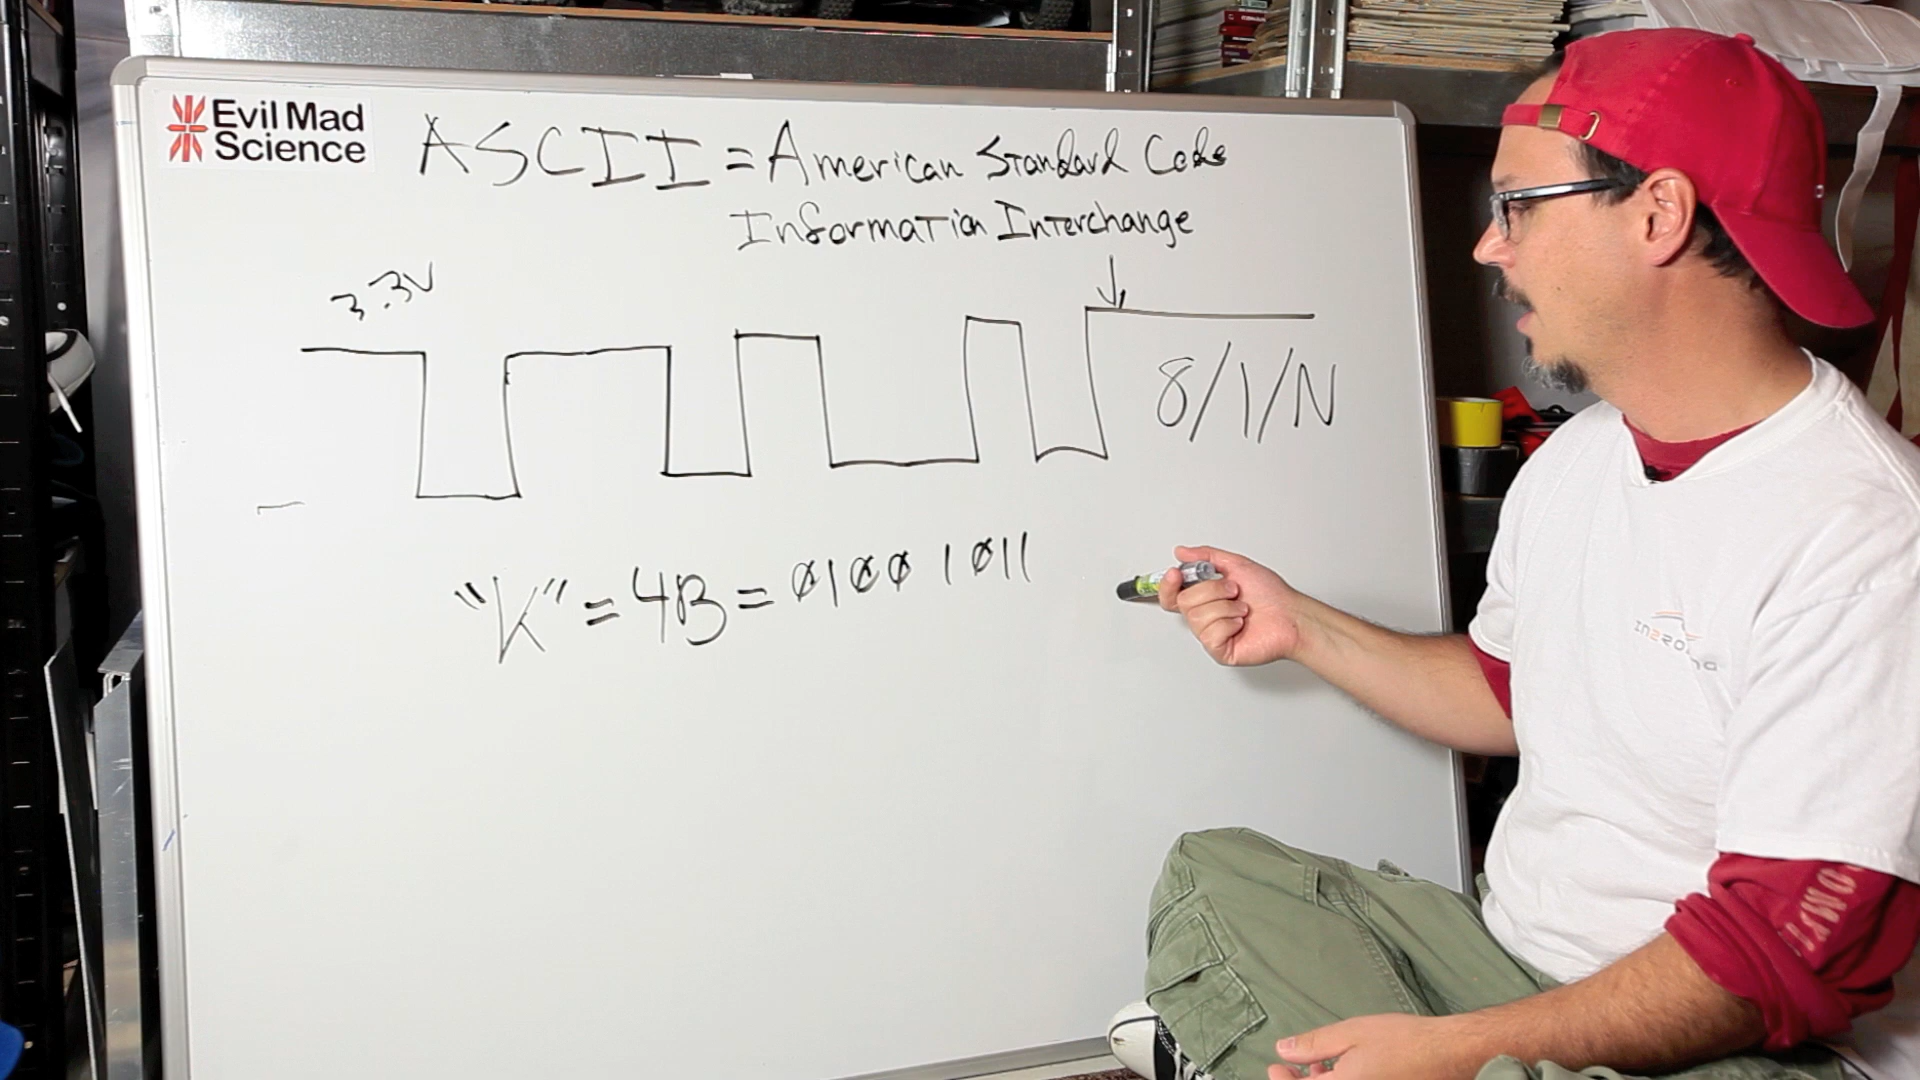 Evil Mad
Science
ASCII = American Standard Code
Information Interchange
3.3V
8/1/N
"K" = 4B = 0100 1011